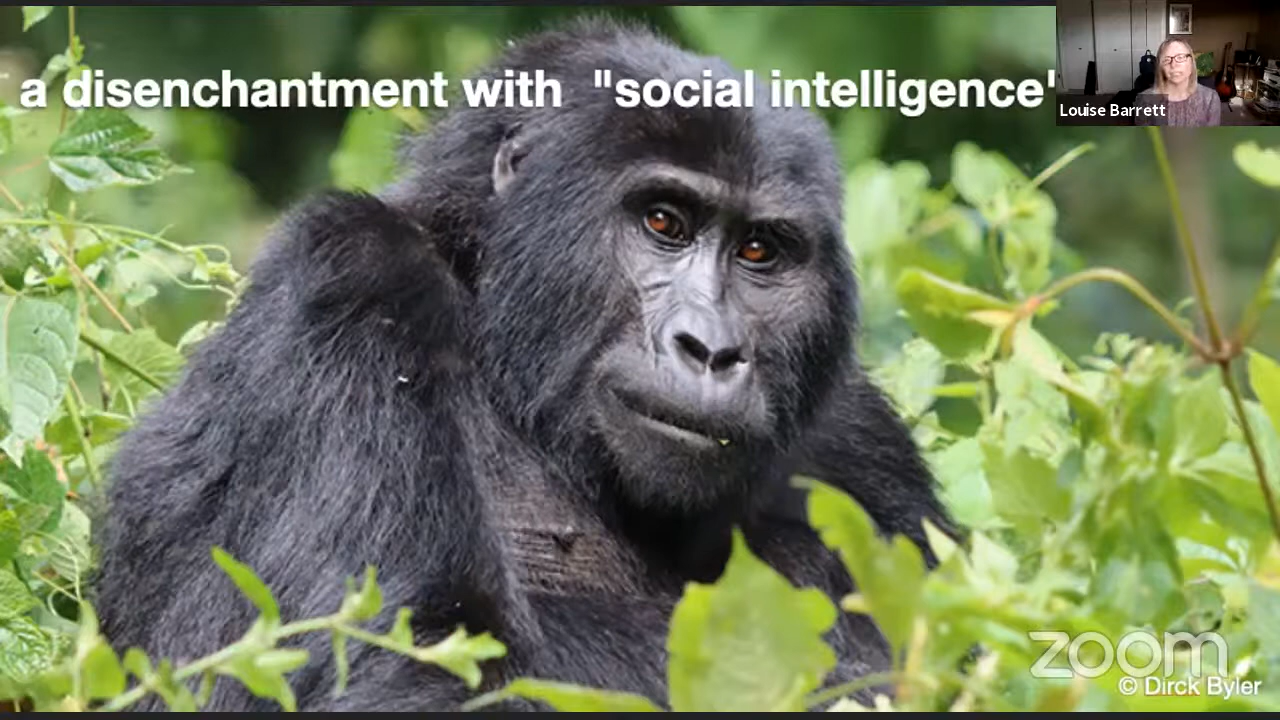 a disenchantment with "social intelligence'
Louise Barrett
zoom
© Dirck Byler